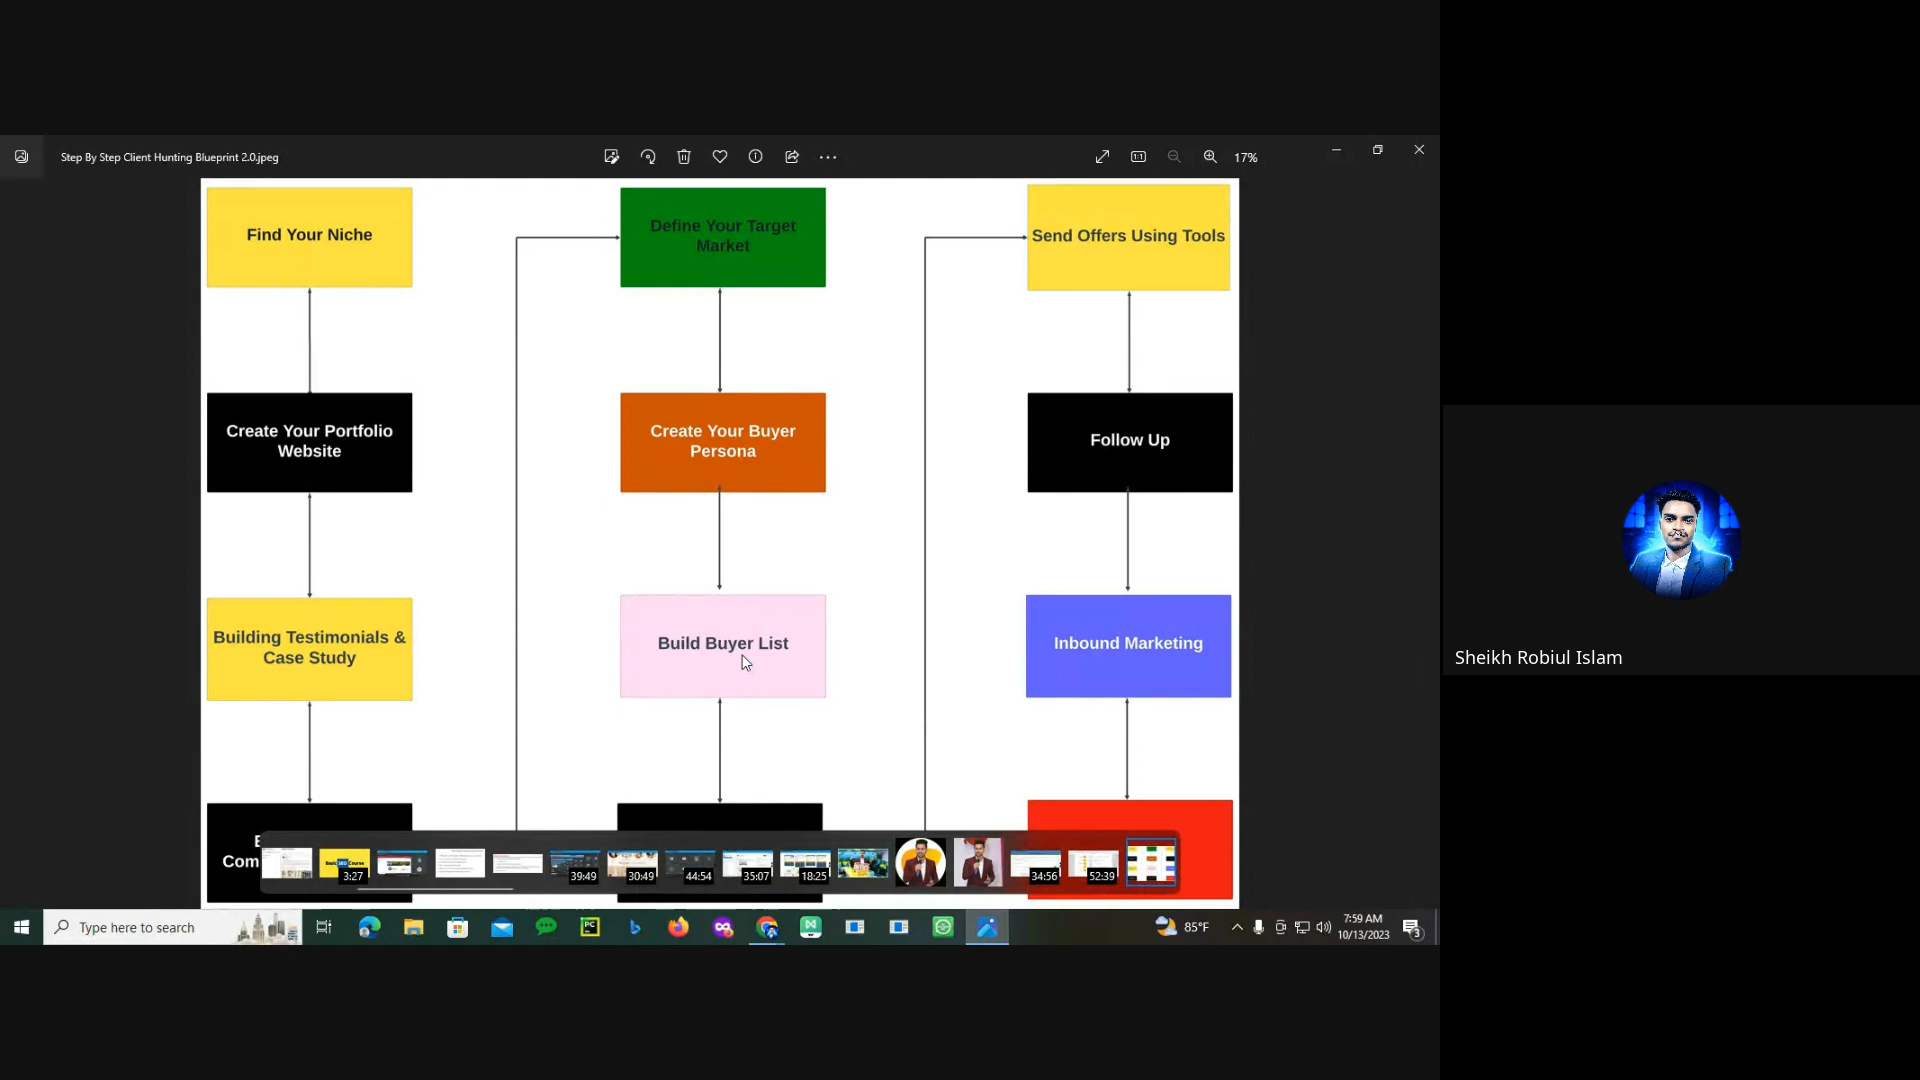 Step By Step Client Hunting Blueprint 2.0.jpeg
17%
Find Your Niche
Define Your Target
Market
Send Offers Using Tools
Create Your Portfolio
Website
Create Your Buyer
Persona
Follow Up
Building Testimonials &
Case Study
Build Buyer List
Inbound Marketing
Sheikh Robiul Islam
3:27
39:49
30:49
44:54
35:07
18:25
34:56
52:39
Type here to search
85°F
7:59 AM
10/13/2023
3